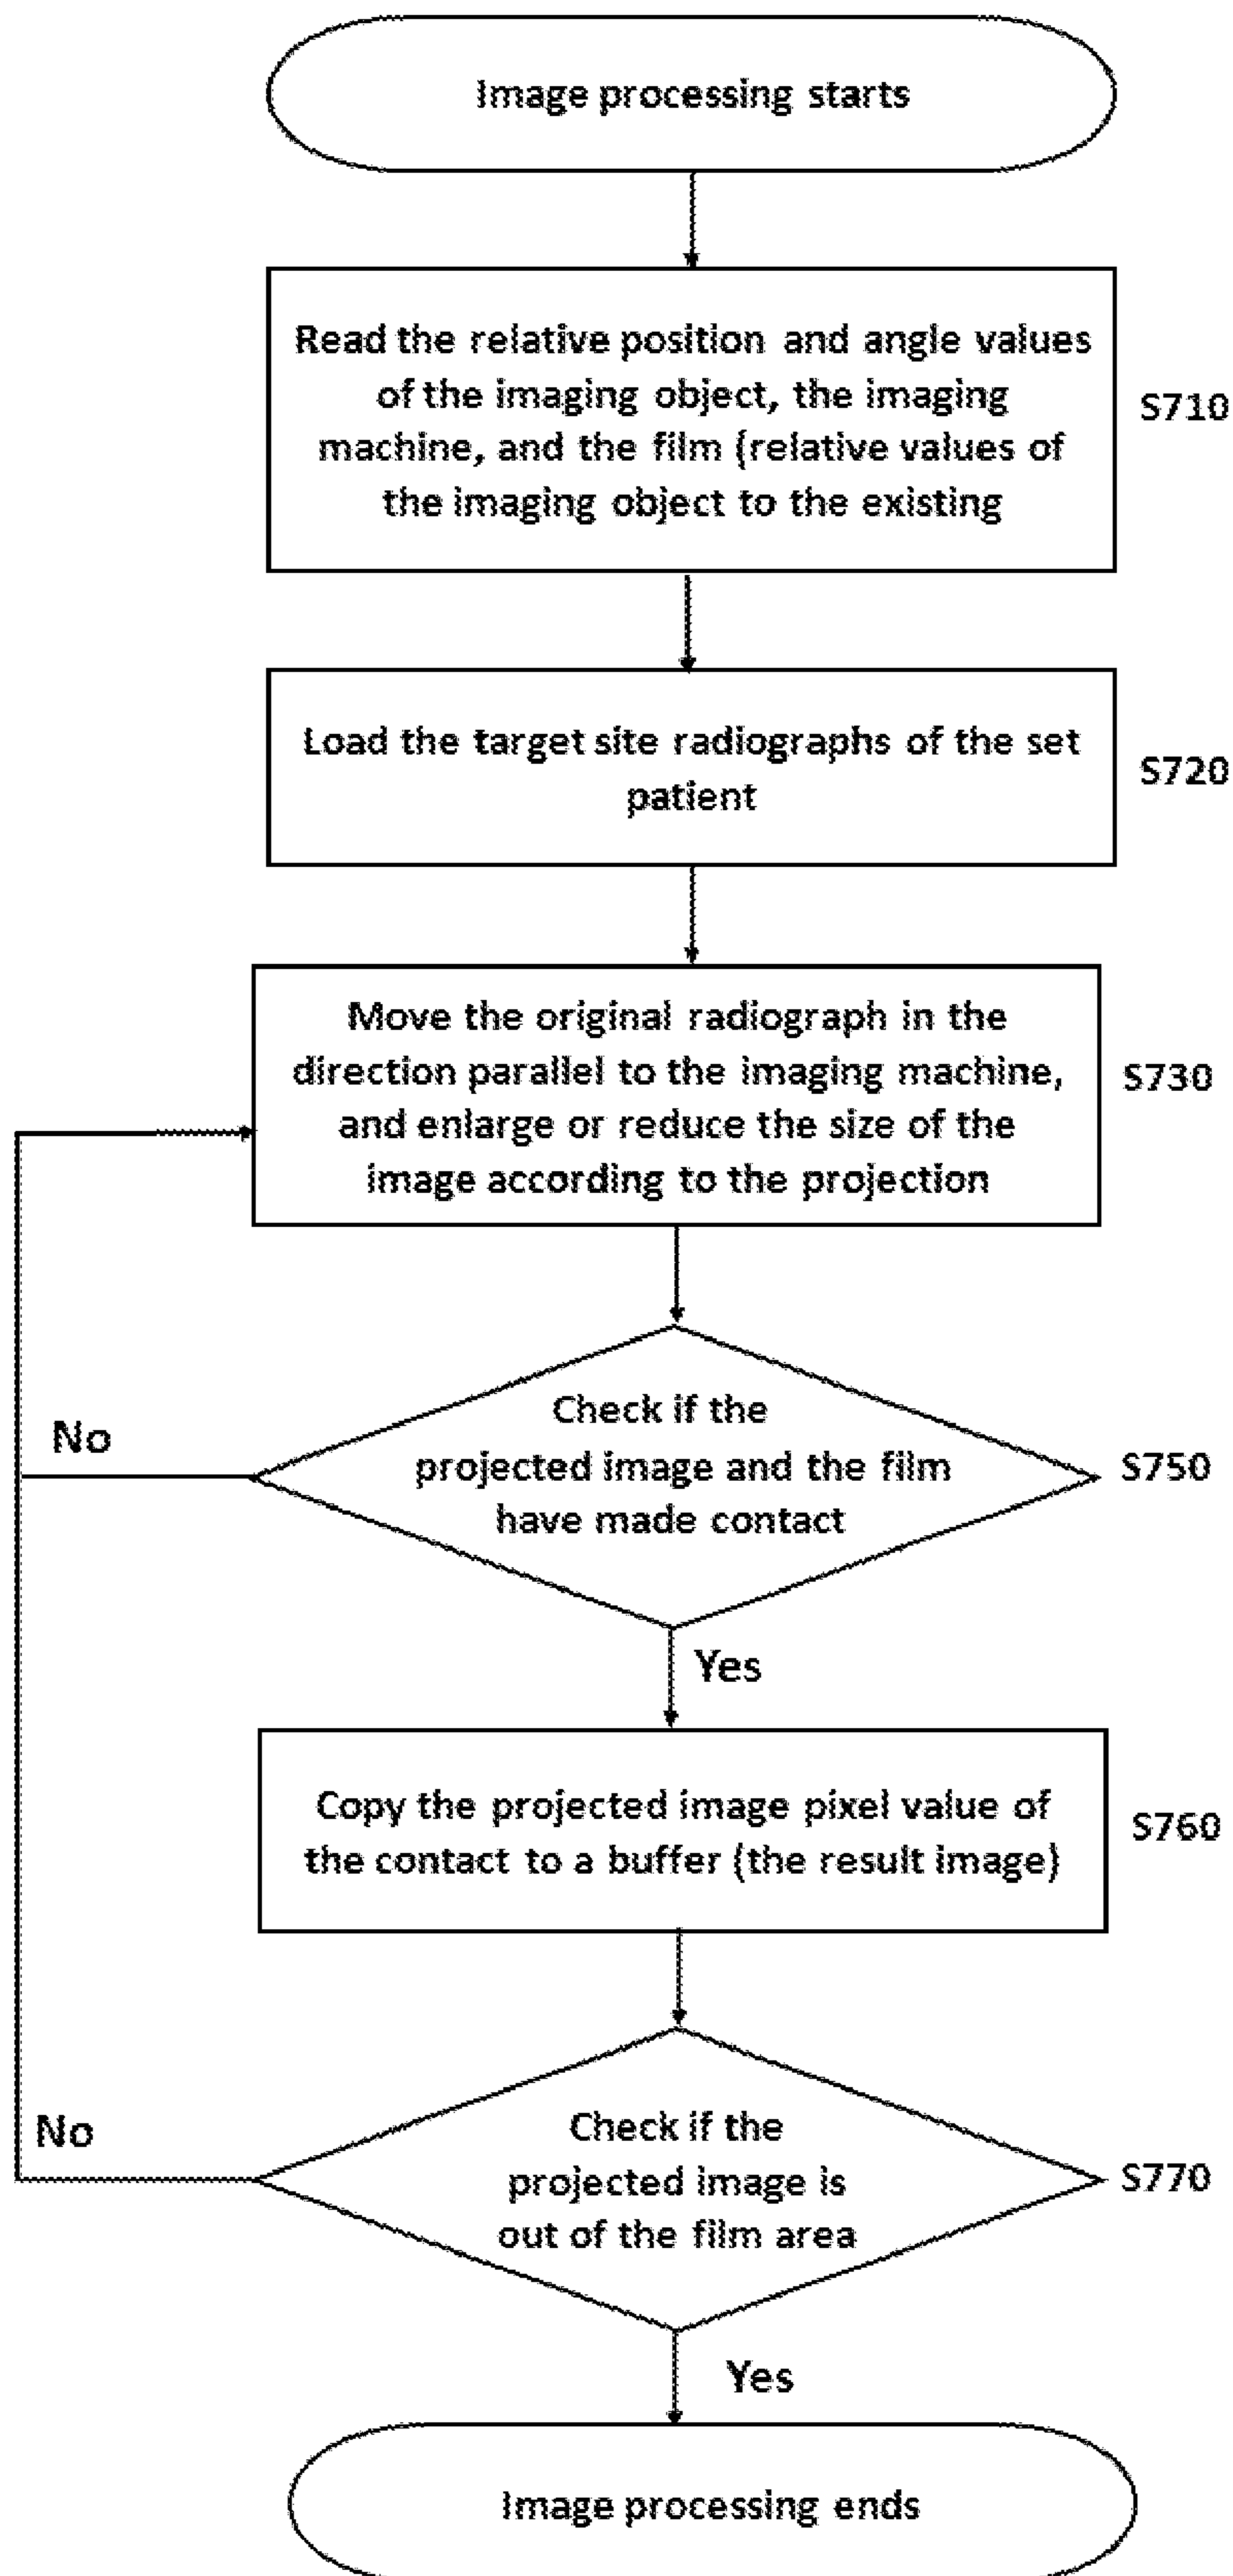 Image processing starts
Read the relative position and angle values
of the imaging object, the imaging
machine, and the film (relative values of
the imaging object to the existing
S710
Load the target site radiographs of the set
patient
S720
Move the original radiograph in the
direction parallel to the imaging machine,
and enlarge or reduce the size of the
image according to the projection
S730
Check if the
projected image and the film
have made contact
S750
No
Yes
Copy the projected image pixel value of
the contact to a buffer (the result image)
S760
Check if the
projected image is
out of the film area
S770
No
Yes
Image processing ends